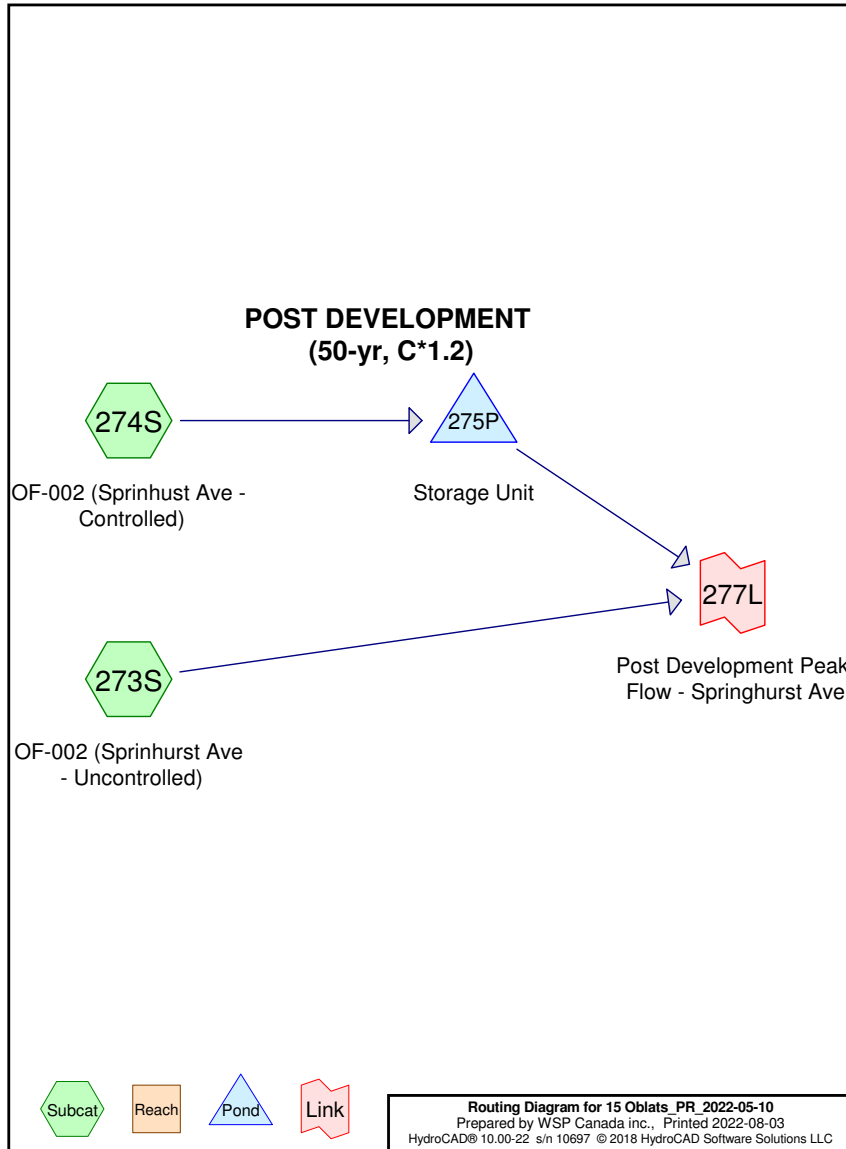 POST DEVELOPMENT
(50-yr, C*1.2)
274S
275P
OF-002 (Sprinhust Ave -
Controlled)
Storage Unit
277L
Post Development Peak
Flow - Springhurst Ave
273S
OF-002 (Sprinhurst Ave
- Uncontrolled)
Subcat
Reach
Pond
Link
Routing Diagram for 15 Oblats_PR_2022-05-10
Prepared by WSP Canada inc., Printed 2022-08-03
HydroCAD® 10.00-22 s/n 10697 © 2018 HydroCAD Software Solutions LLC